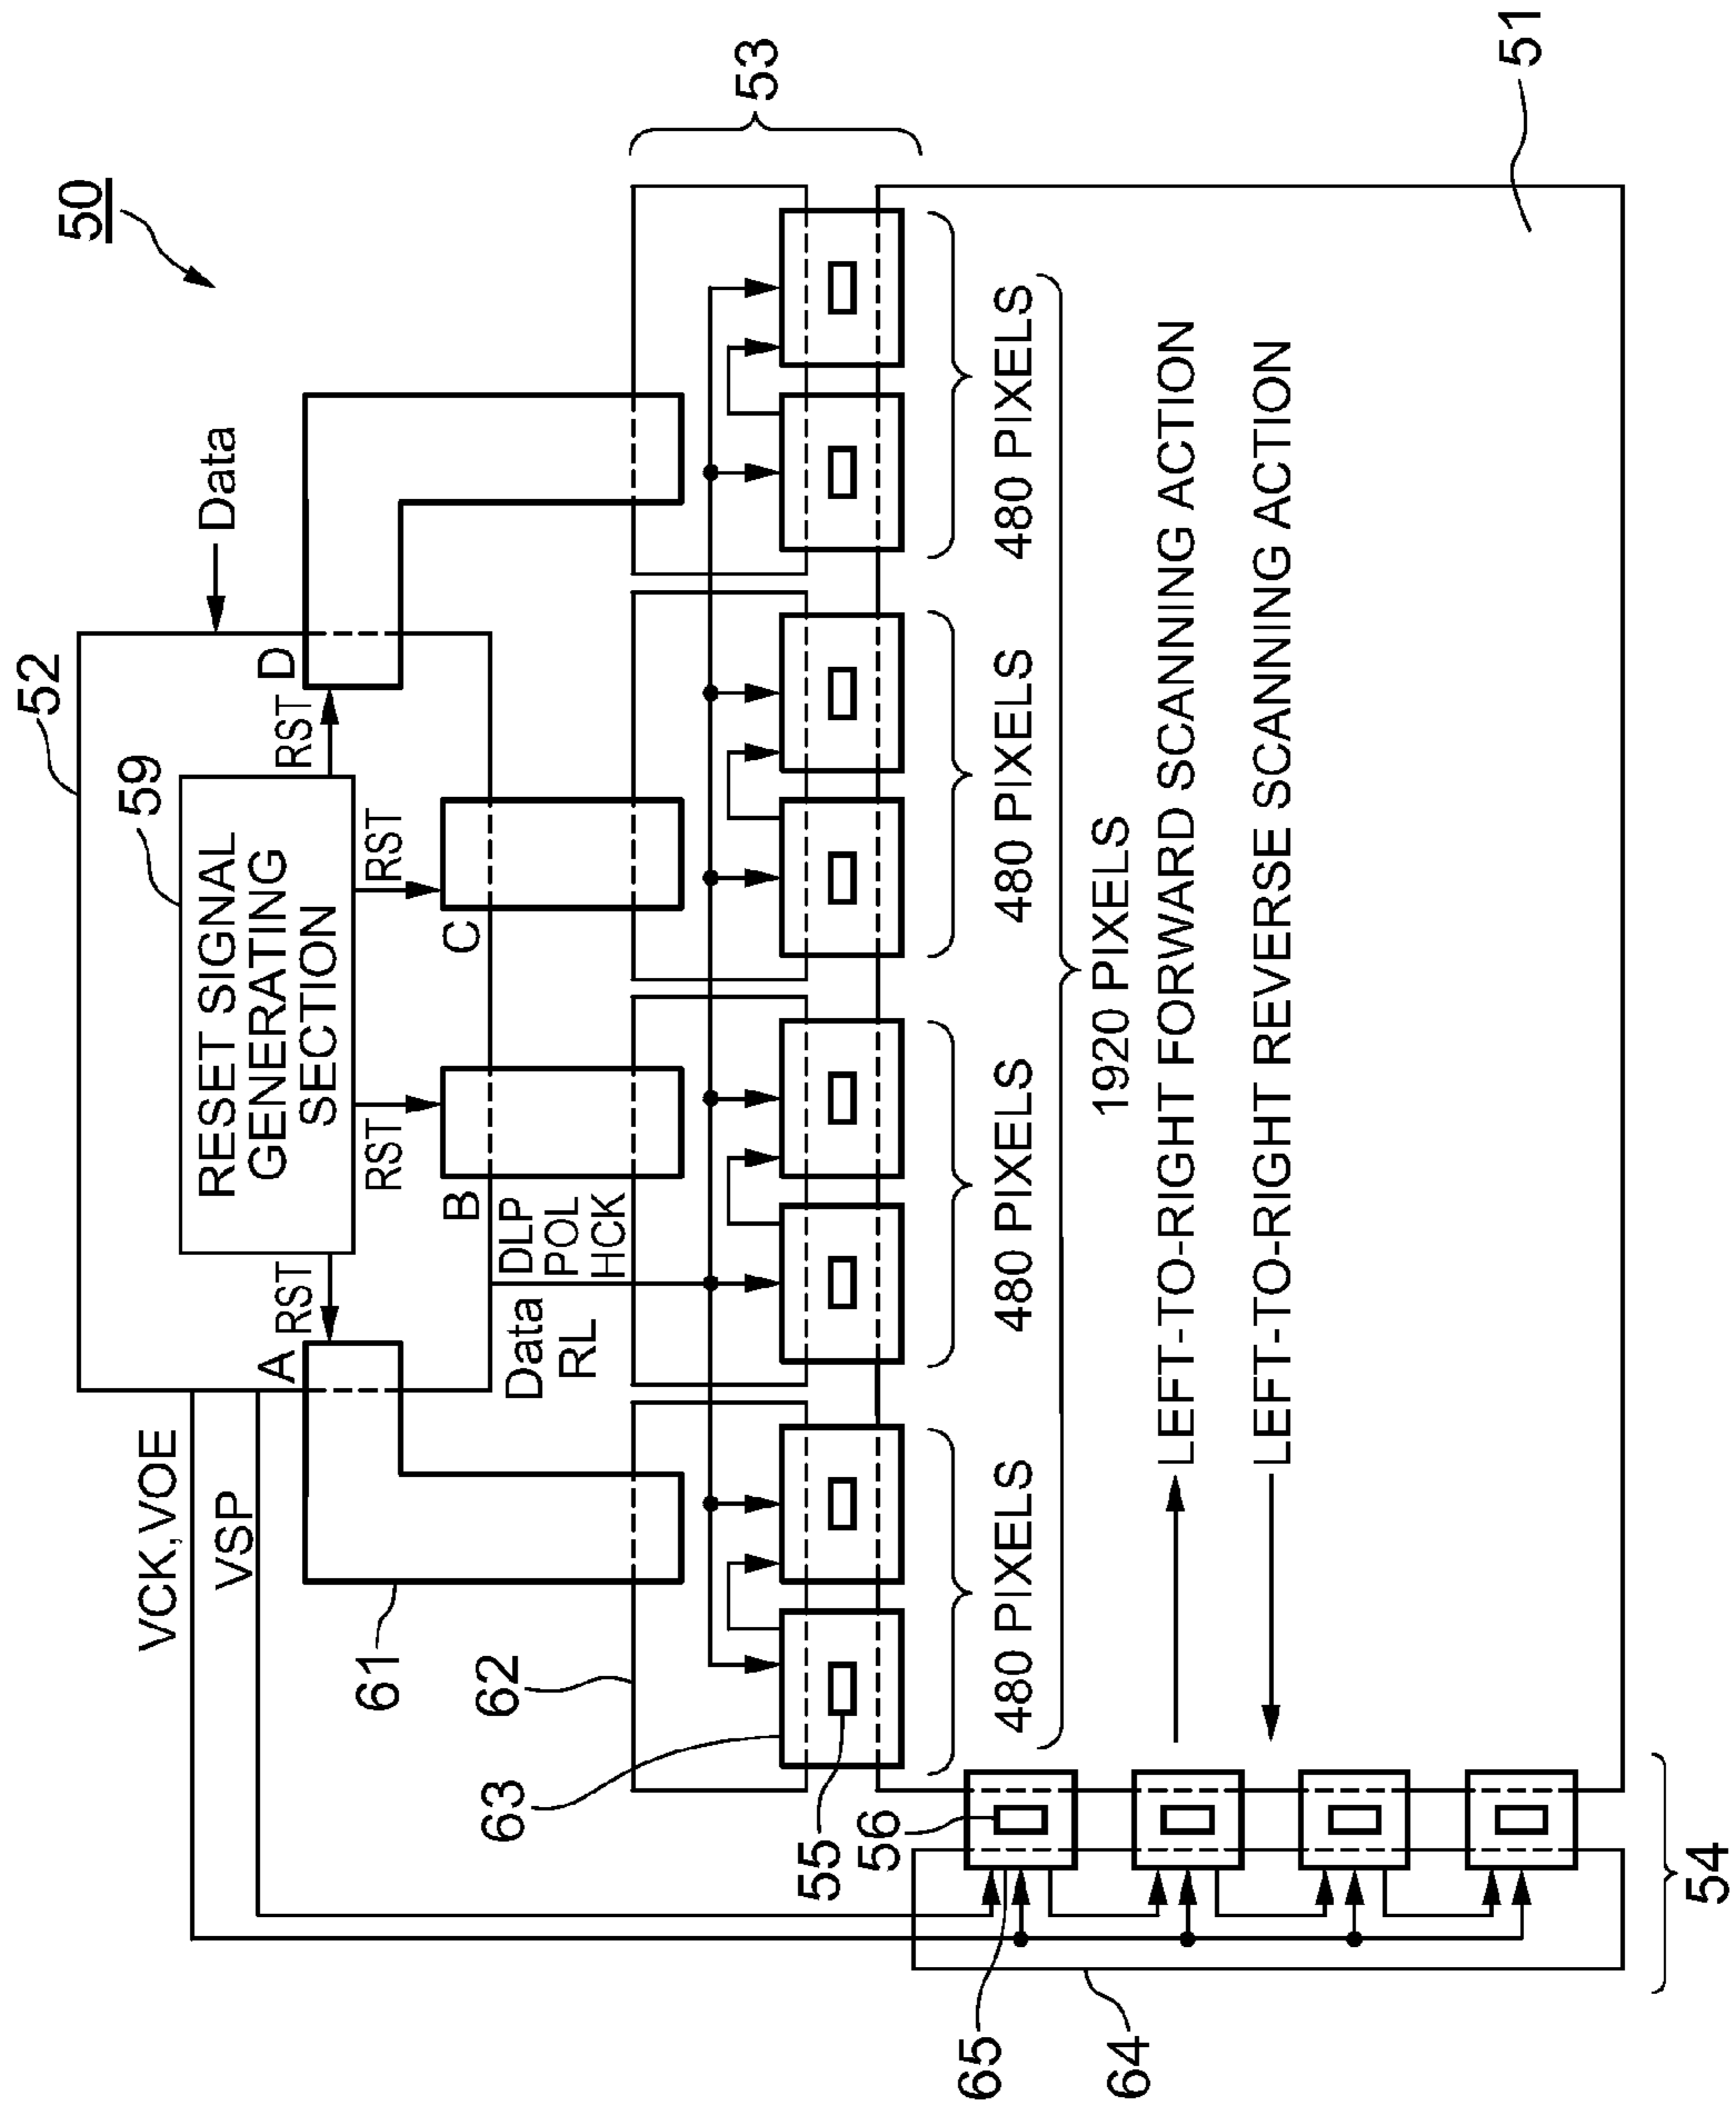 50
52
Data
59
RESET SIGNAL
GENERATING
SECTION
RST
RST
RST
RST
A
B
C
D
VCK,VOE
VSP
61
Data
RL
DLP
POL
HCK
53
62
63
55
480 PIXELS
480 PIXELS
480 PIXELS
480 PIXELS
1920 PIXELS
56
LEFT-TO-RIGHT FORWARD SCANNING ACTION
LEFT-TO-RIGHT REVERSE SCANNING ACTION
65
64
54
51